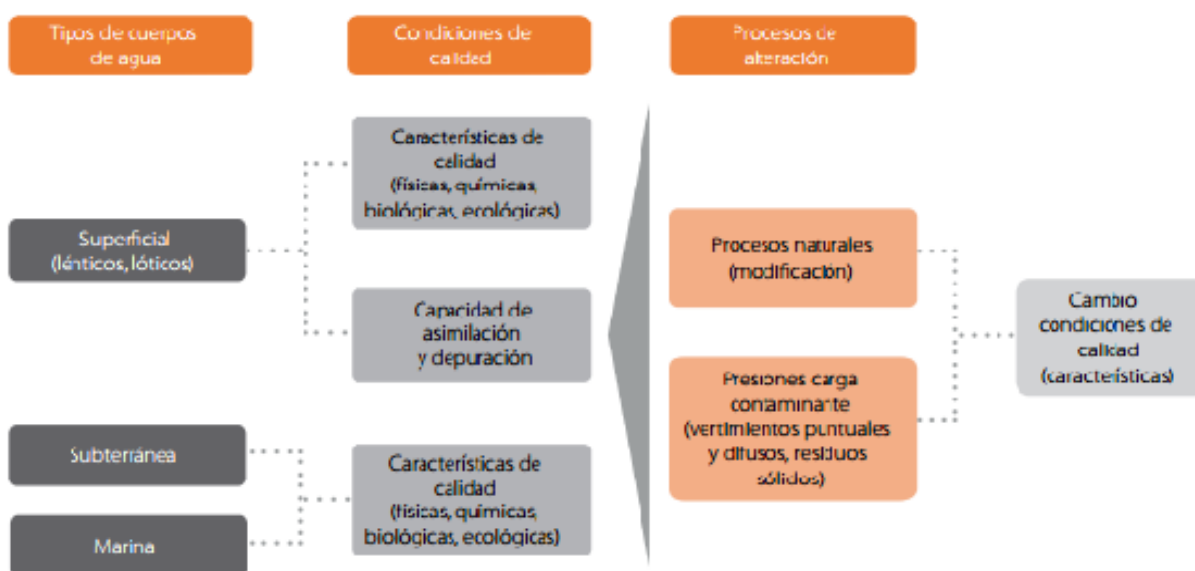 Tipos de cuerpos
de agua
Condiciones de
calidad
Procesos de
alteración
Características de
calidad
(físicas, químicas,
biológicas, ecológicas)
Superficial
(lénticos, lóticos)
Capacidad de
asimilación
y depuración
Subterránea
Marina
Características de
calidad
(físicas, químicas,
biológicas, ecológicas)
Procesos naturales
(modificación)
Presiones carga
contaminante
(vertimientos puntuales
y difusos, residuos
sólidos)
Cambio
condiciones de
calidad
(características)